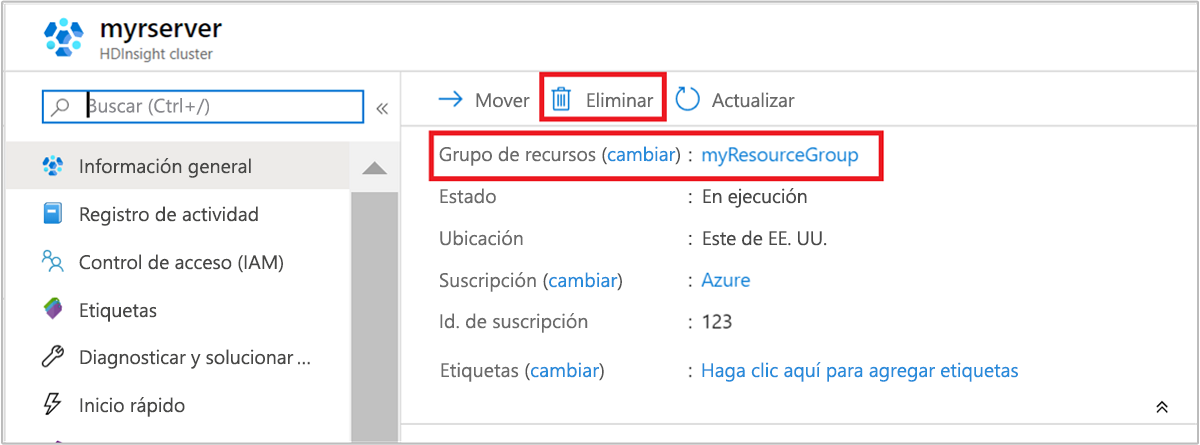 myrserver
HDInsight cluster
Buscar (Ctrl+/)
«
Información general
Registro de actividad
Control de acceso (IAM)
Etiquetas
Diagnosticar y solucionar ...
Inicio rápido
Mover Eliminar Actualizar
Grupo de recursos (cambiar) : myResourceGroup
Estado : En ejecución
Ubicación : Este de EE. UU.
Suscripción (cambiar) : Azure
Id. de suscripción : 123
Etiquetas (cambiar) : Haga clic aquí para agregar etiquetas